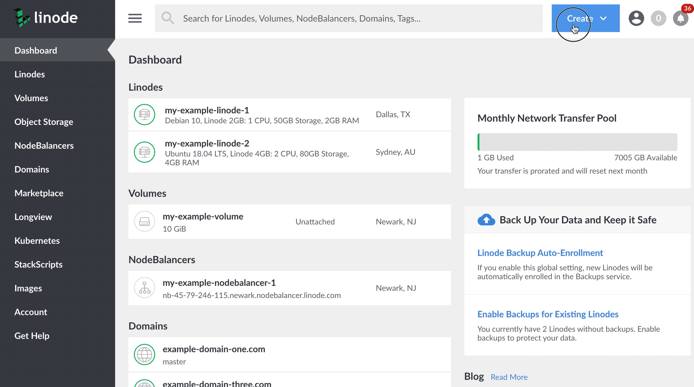 linode
Search for Linodes, Volumes, NodeBalancers, Domains, Tags...
Create
0
36
Dashboard
Linodes
Volumes
Object Storage
NodeBalancers
Domains
Marketplace
Longview
Kubernetes
StackScripts
Images
Account
Get Help
Dashboard
Linodes
my-example-linode-1
Debian 10, Linode 2GB: 1 CPU, 50GB Storage, 2GB RAM
Dallas, TX
my-example-linode-2
Ubuntu 18.04 LTS, Linode 4GB: 2 CPU, 80GB Storage,
4GB RAM
Sydney, AU
Volumes
my-example-volume
10 GiB
Unattached
Newark, NJ
NodeBalancers
my-example-nodebalancer-1
nb-45-79-246-115.newark.nodebalancer.linode.com
Newark, NJ
Domains
example-domain-one.com
master
example-domain-three.com
Monthly Network Transfer Pool
1 GB Used
7005 GB Available
Your transfer is prorated and will reset next month
Back Up Your Data and Keep it Safe
Linode Backup Auto-Enrollment
If you enable this global setting, new Linodes will be
automatically enrolled in the Backups service.
Enable Backups for Existing Linodes
You currently have 2 Linodes without backups. Enable
backups to protect your data.
Blog
Read More